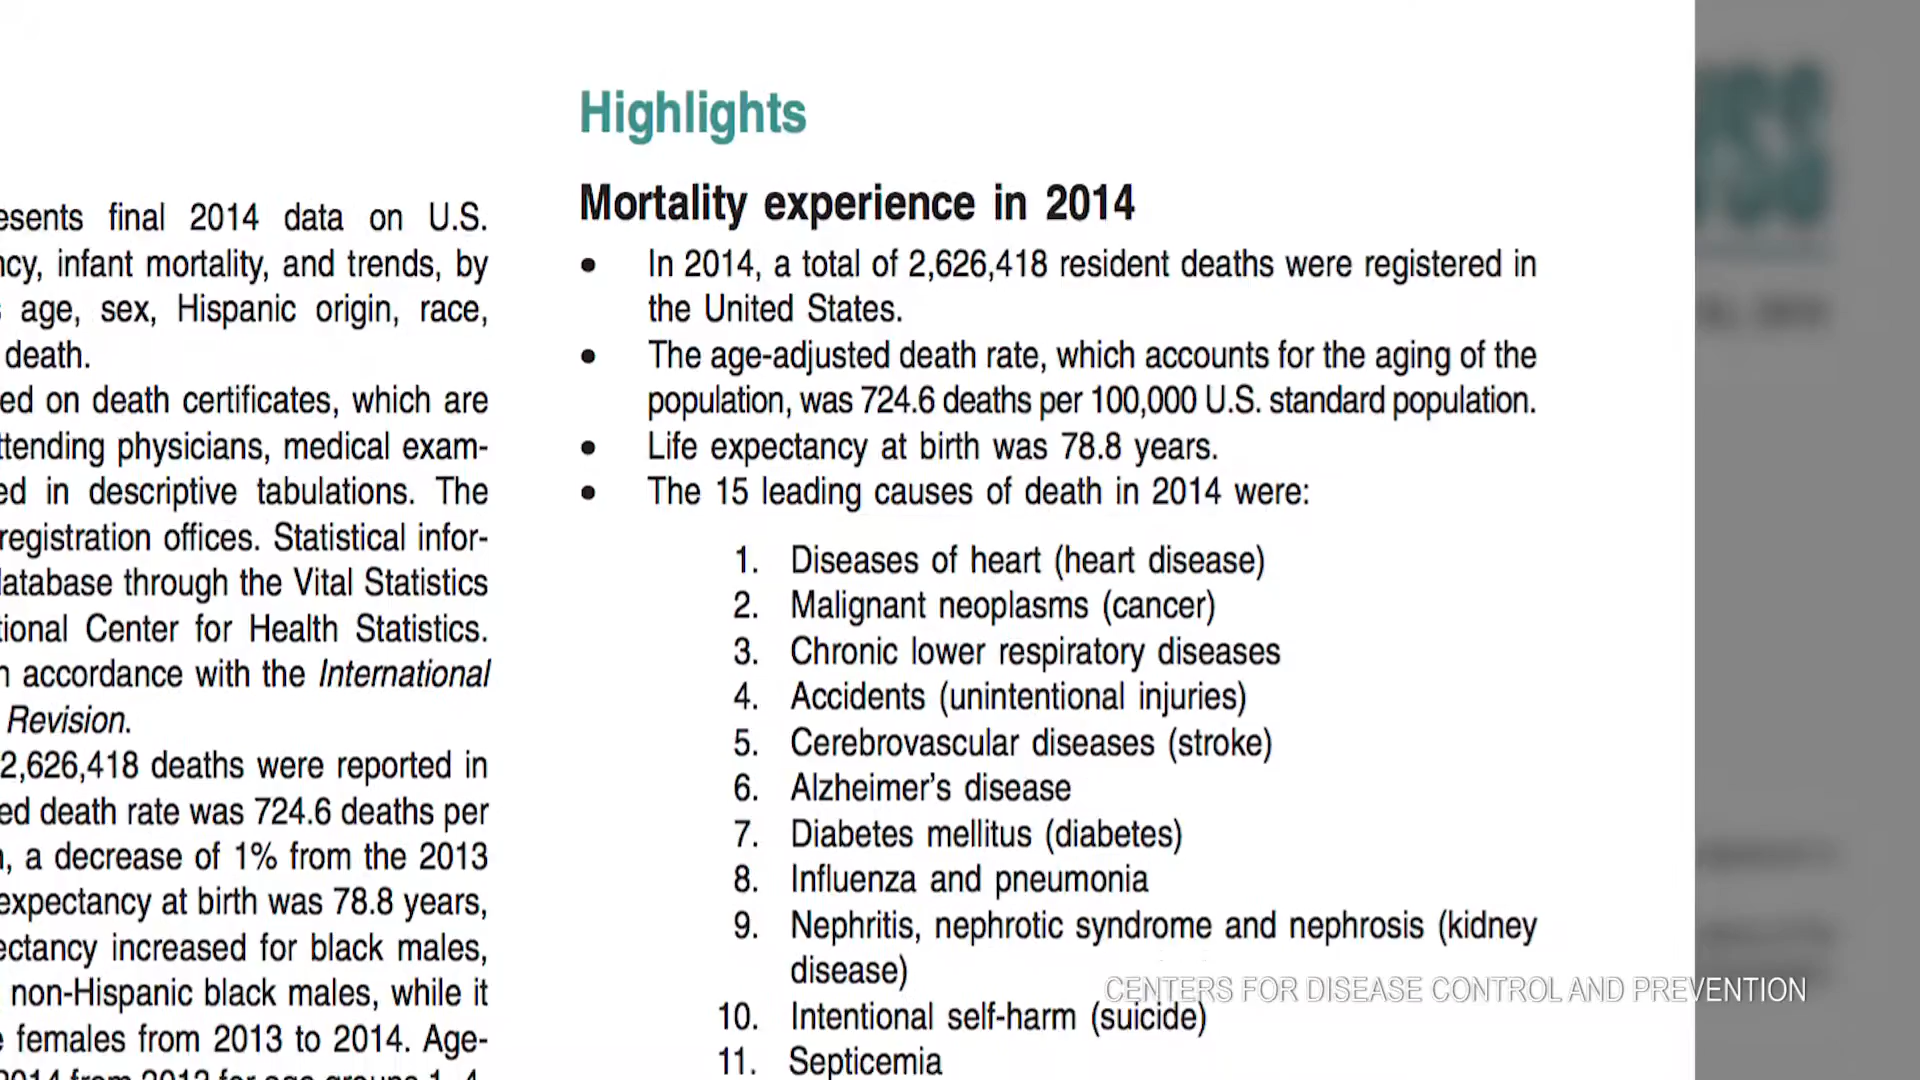 esents final 2014 data on U.S.
ncy, infant mortality, and trends, by
age, sex, Hispanic origin, race,
death.
ed on death certificates, which are
ttending physicians, medical exam-
ed in descriptive tabulations. The
registration offices. Statistical infor-
latabase through the Vital Statistics
tional Center for Health Statistics.
n accordance with the International
Revision.
2,626,418 deaths were reported in
ed death rate was 724.6 deaths per
, a decrease of 1% from the 2013
expectancy at birth was 78.8 years,
ectancy increased for black males,
non-Hispanic black males, while it
females from 2013 to 2014. Age-
2014 from 2013 for age groups 1–4,
Highlights
Mortality experience in 2014
• In 2014, a total of 2,626,418 resident deaths were registered in
the United States.
• The age-adjusted death rate, which accounts for the aging of the
population, was 724.6 deaths per 100,000 U.S. standard population.
• Life expectancy at birth was 78.8 years.
• The 15 leading causes of death in 2014 were:
1. Diseases of heart (heart disease)
2. Malignant neoplasms (cancer)
3. Chronic lower respiratory diseases
4. Accidents (unintentional injuries)
5. Cerebrovascular diseases (stroke)
6. Alzheimer’s disease
7. Diabetes mellitus (diabetes)
8. Influenza and pneumonia
9. Nephritis, nephrotic syndrome and nephrosis (kidney
disease)
10. Intentional self-harm (suicide)
11. Septicemia
CENTERS FOR DISEASE CONTROL AND PREVENTION